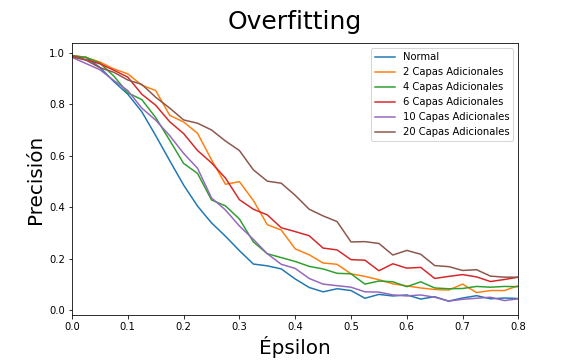 Overfitting
Normal
2 Capas Adicionales
4 Capas Adicionales
6 Capas Adicionales
10 Capas Adicionales
20 Capas Adicionales
Precisión
1.0
0.8
0.6
0.4
0.2
0.0
0.0 0.1 0.2 0.3 0.4 0.5 0.6 0.7 0.8
Épsilon